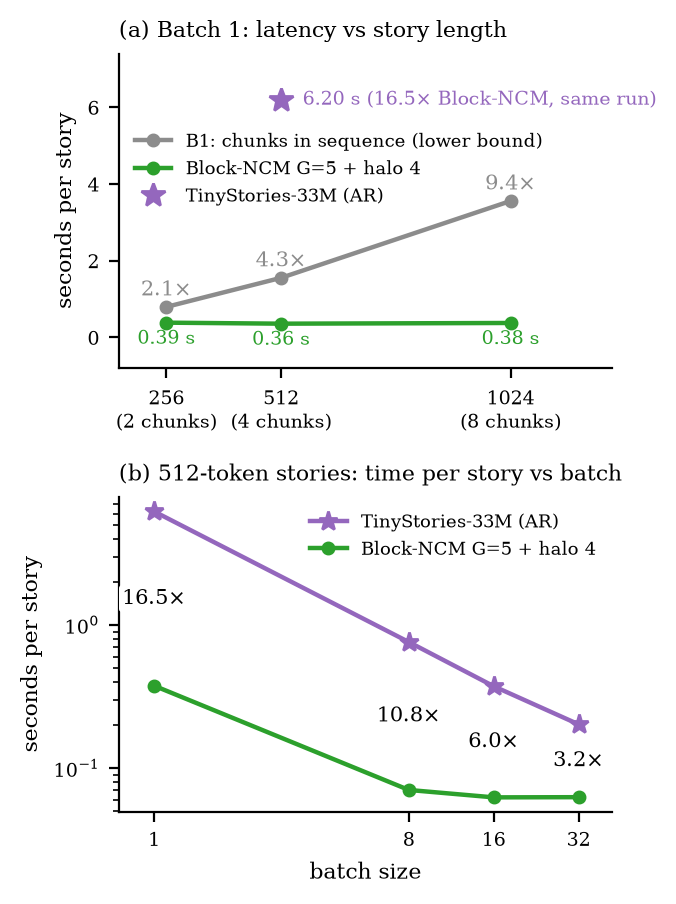 (a) Batch 1: latency vs story length
seconds per story
6
4
2
0
6.20 s (16.5× Block-NCM, same run)
B1: chunks in sequence (lower bound)
Block-NCM G=5 + halo 4
TinyStories-33M (AR)
2.1×
4.3×
9.4×
0.39 s
0.36 s
0.38 s
256
(2 chunks)
512
(4 chunks)
1024
(8 chunks)
(b) 512-token stories: time per story vs batch
seconds per story
10⁰
10⁻¹
TinyStories-33M (AR)
Block-NCM G=5 + halo 4
16.5×
10.8×
6.0×
3.2×
1
8
16
32
batch size